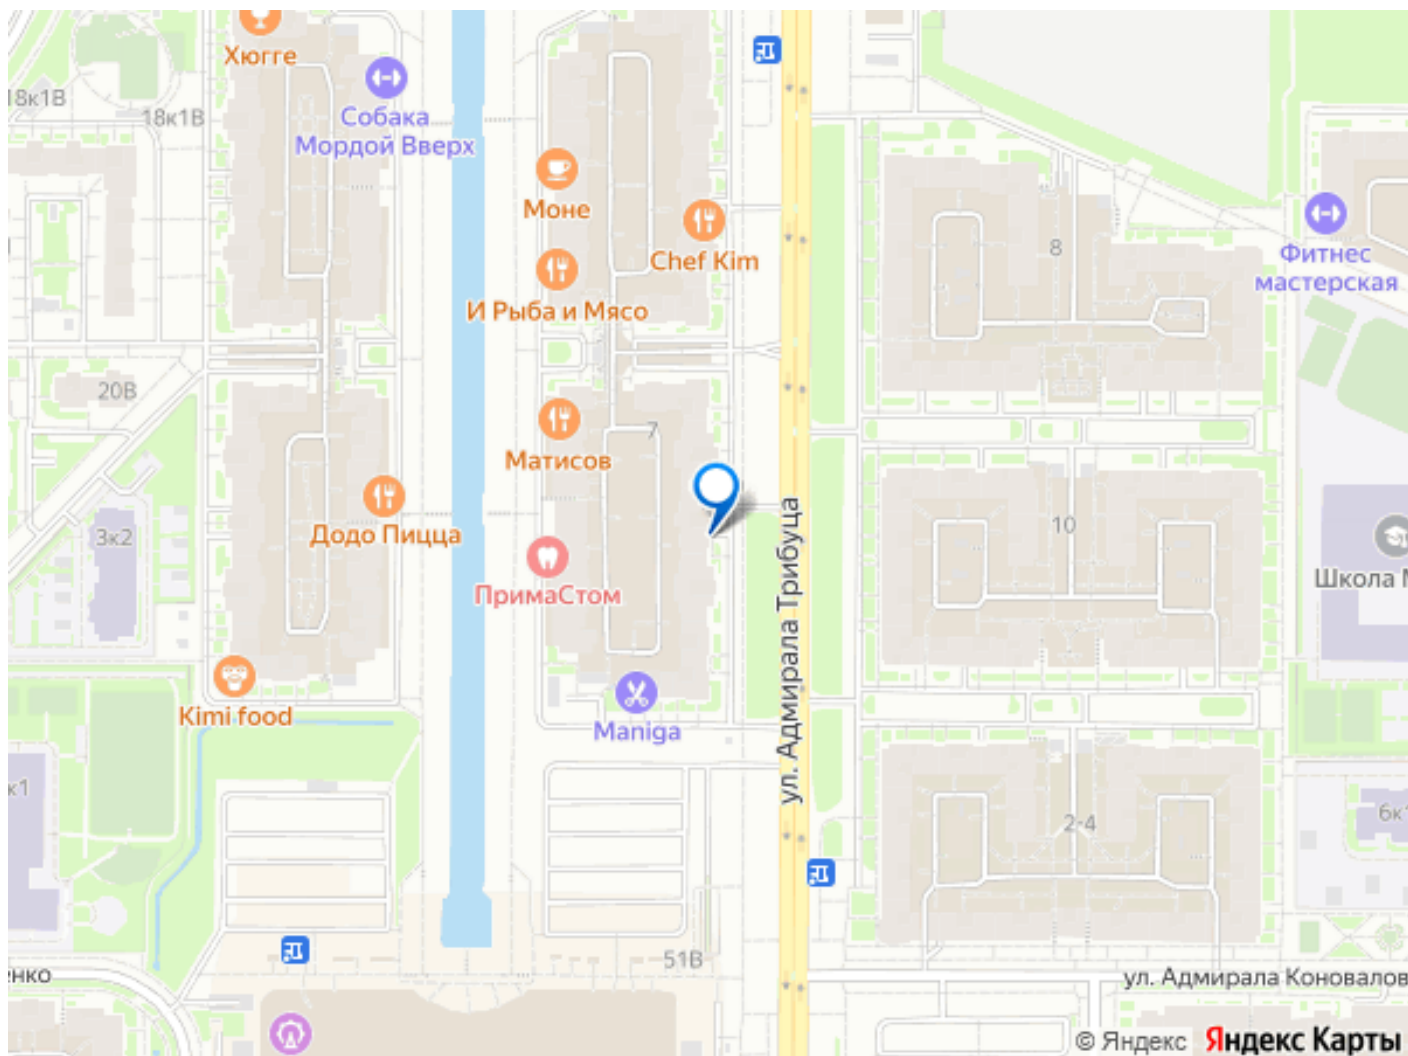 Хюгге
18к1В
18к1В
Собака
Мордой Вверх
Моне
Chef Kim
И Рыба и Мясо
8
Фитнес
мастерская
20В
7
Матисов
Додо Пицца
3к2
10
ПримаСтом
Школа
ул. Адмирала Трибуца
Kimi food
Maniga
к1
2-4
6к1
51В
енко
ул. Адмирала Коновалов
© Яндекс Яндекс Карты